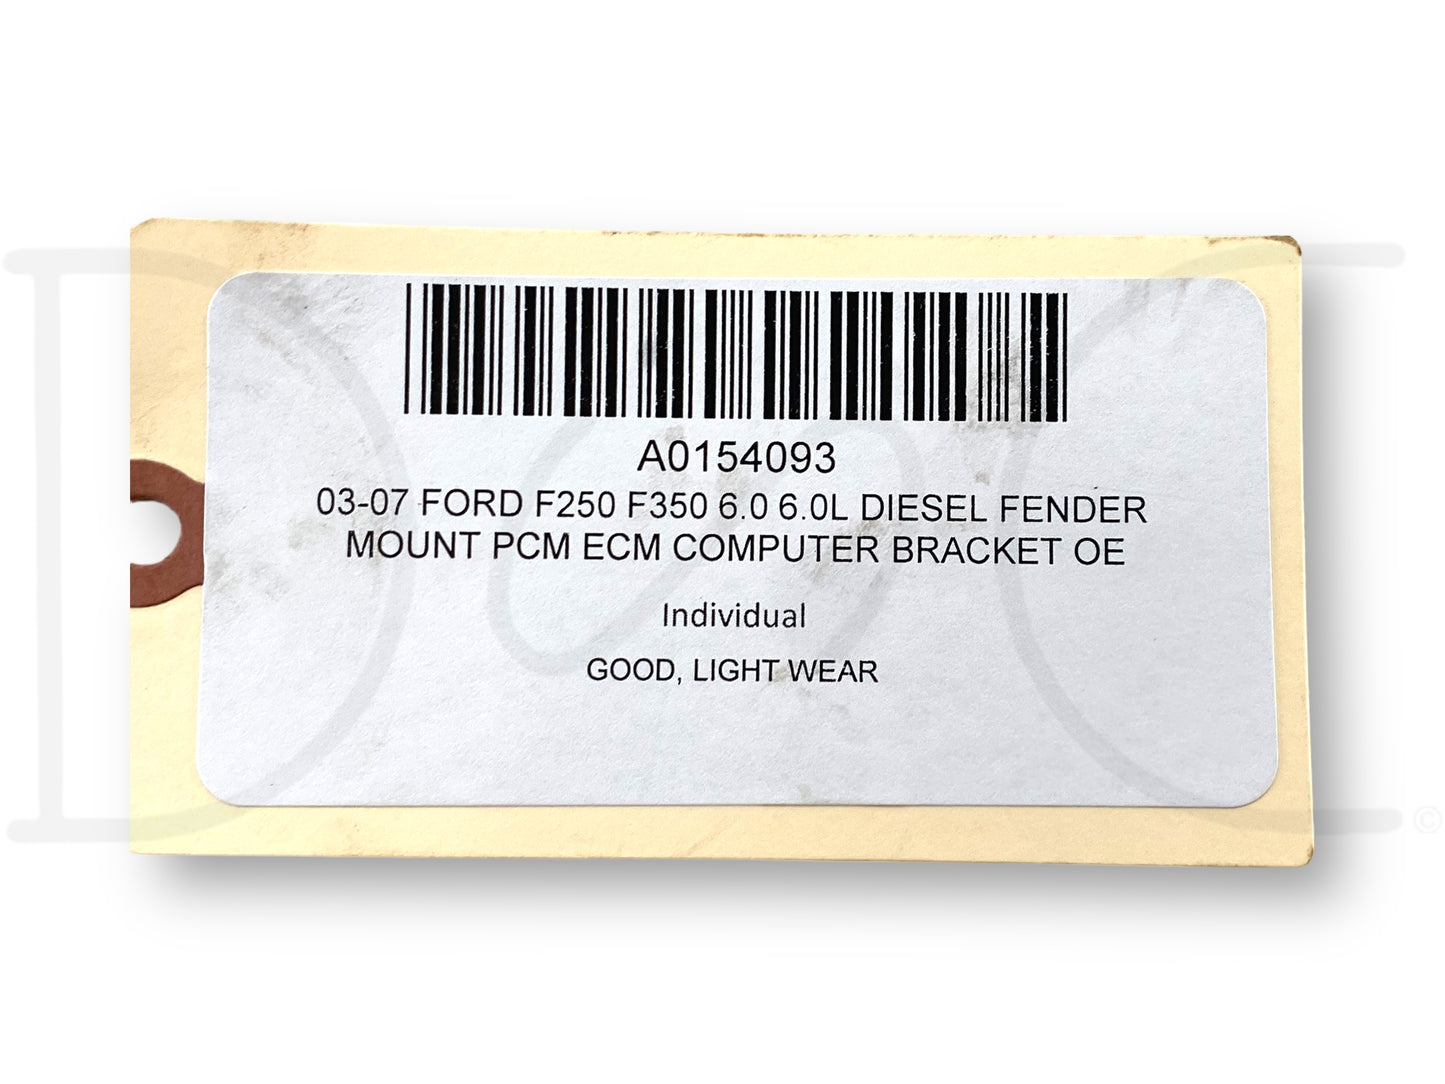 A0154093
03-07 FORD F250 F350 6.0 6.0L DIESEL FENDER
MOUNT PCM ECM COMPUTER BRACKET OE
Individual
GOOD, LIGHT WEAR
©